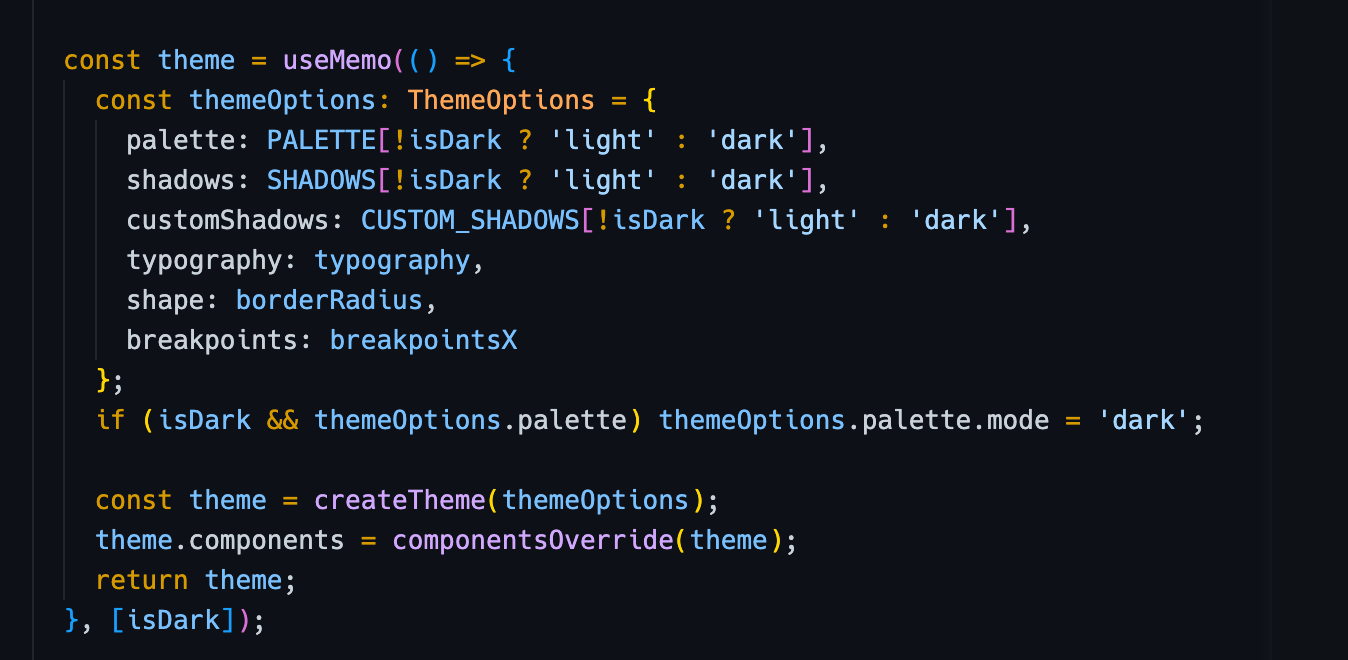 const theme = useMemo(() => {
const themeOptions: ThemeOptions = {
palette: PALETTE[!isDark ? 'light' : 'dark'],
shadows: SHADOWS[!isDark ? 'light' : 'dark'],
customShadows: CUSTOM_SHADOWS[!isDark ? 'light' : 'dark'],
typography: typography,
shape: borderRadius,
breakpoints: breakpointsX
};
if (isDark && themeOptions.palette) themeOptions.palette.mode = 'dark';
const theme = createTheme(themeOptions);
theme.components = componentsOverride(theme);
return theme;
}, [isDark]);